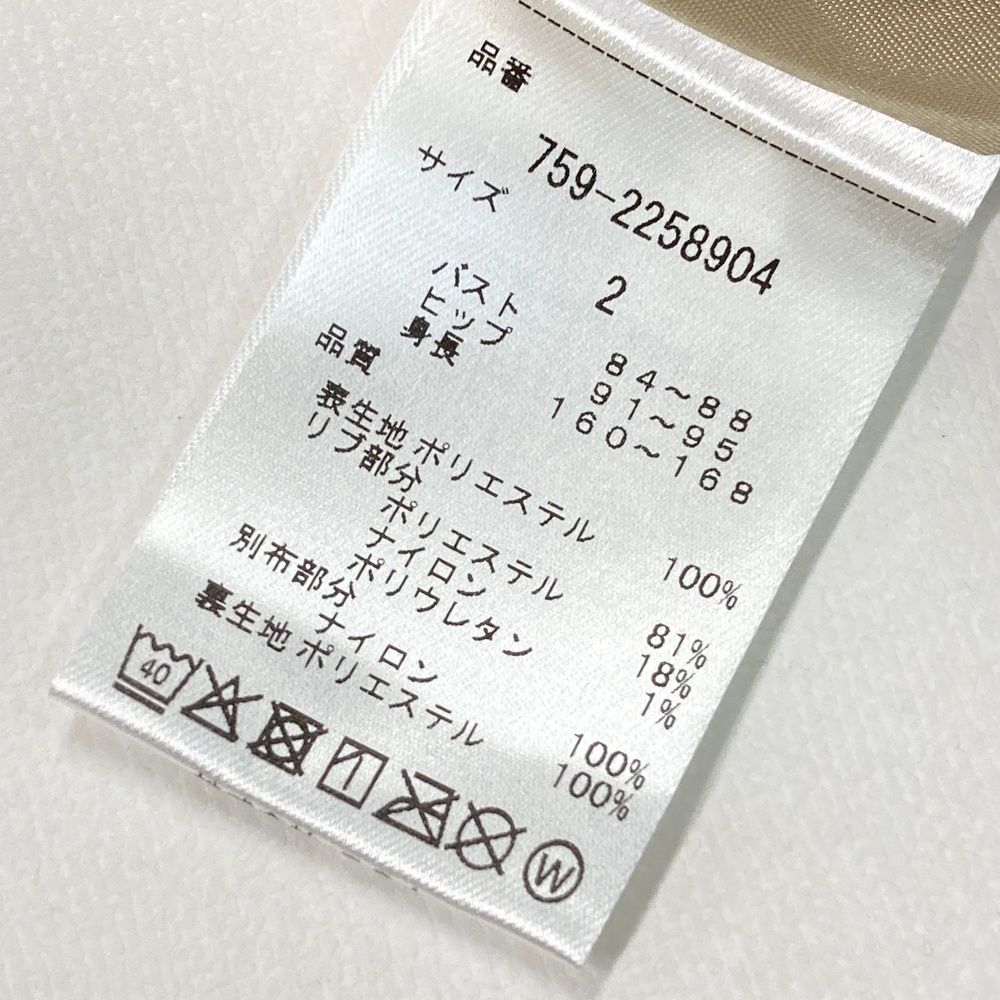 品番
759-2258904
サイズ
2
バスト 84～88
ヒップ 91～95
身長 160～168
品質
表生地 ポリエステル 100%
リブ部分
ポリエステル 81%
ナイロン 18%
ポリウレタン 1%
別布部分
ナイロン 100%
裏生地 ポリエステル 100%
40
W